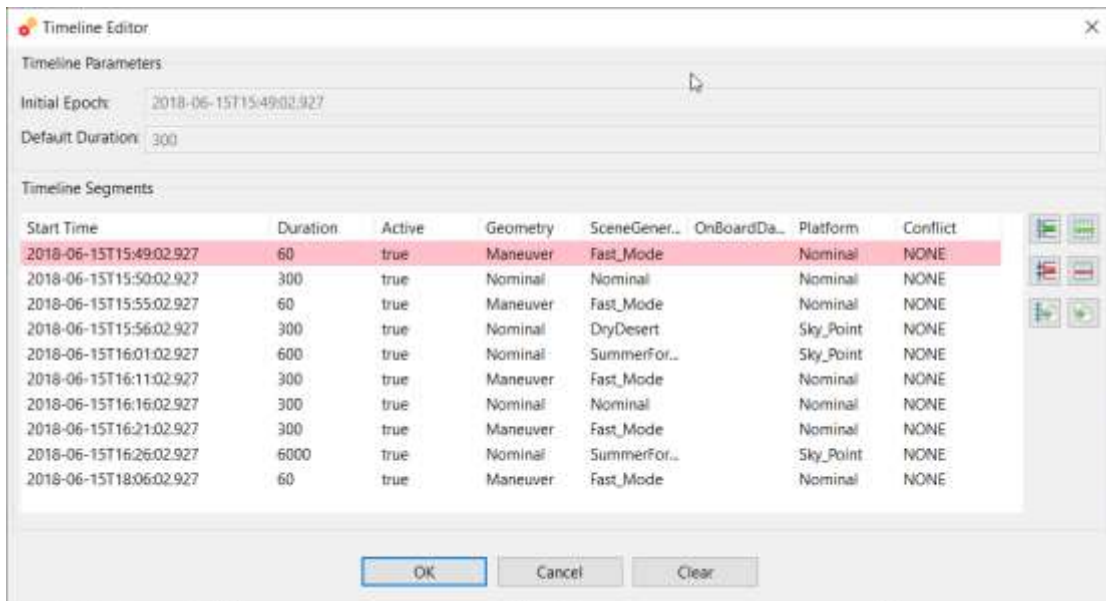 Timeline Editor
Timeline Parameters
Initial Epoch: 2018-06-15T15:49:02.927
Default Duration: 300
Timeline Segments
Start Time Duration Active Geometry SceneGener... OnBoardDa... Platform Conflict
2018-06-15T15:49:02.927 60 true Maneuver Fast_Mode Nominal NONE
2018-06-15T15:50:02.927 300 true Nominal Nominal Nominal NONE
2018-06-15T15:55:02.927 60 true Maneuver Fast_Mode Nominal NONE
2018-06-15T15:56:02.927 300 true Nominal DryDesert Sky_Point NONE
2018-06-15T16:01:02.927 600 true Nominal SummerFor... Sky_Point NONE
2018-06-15T16:11:02.927 300 true Maneuver Fast_Mode Nominal NONE
2018-06-15T16:16:02.927 300 true Nominal Nominal Nominal NONE
2018-06-15T16:21:02.927 300 true Maneuver Fast_Mode Nominal NONE
2018-06-15T16:26:02.927 6000 true Nominal SummerFor... Sky_Point NONE
2018-06-15T18:06:02.927 60 true Maneuver Fast_Mode Nominal NONE
OK Cancel Clear